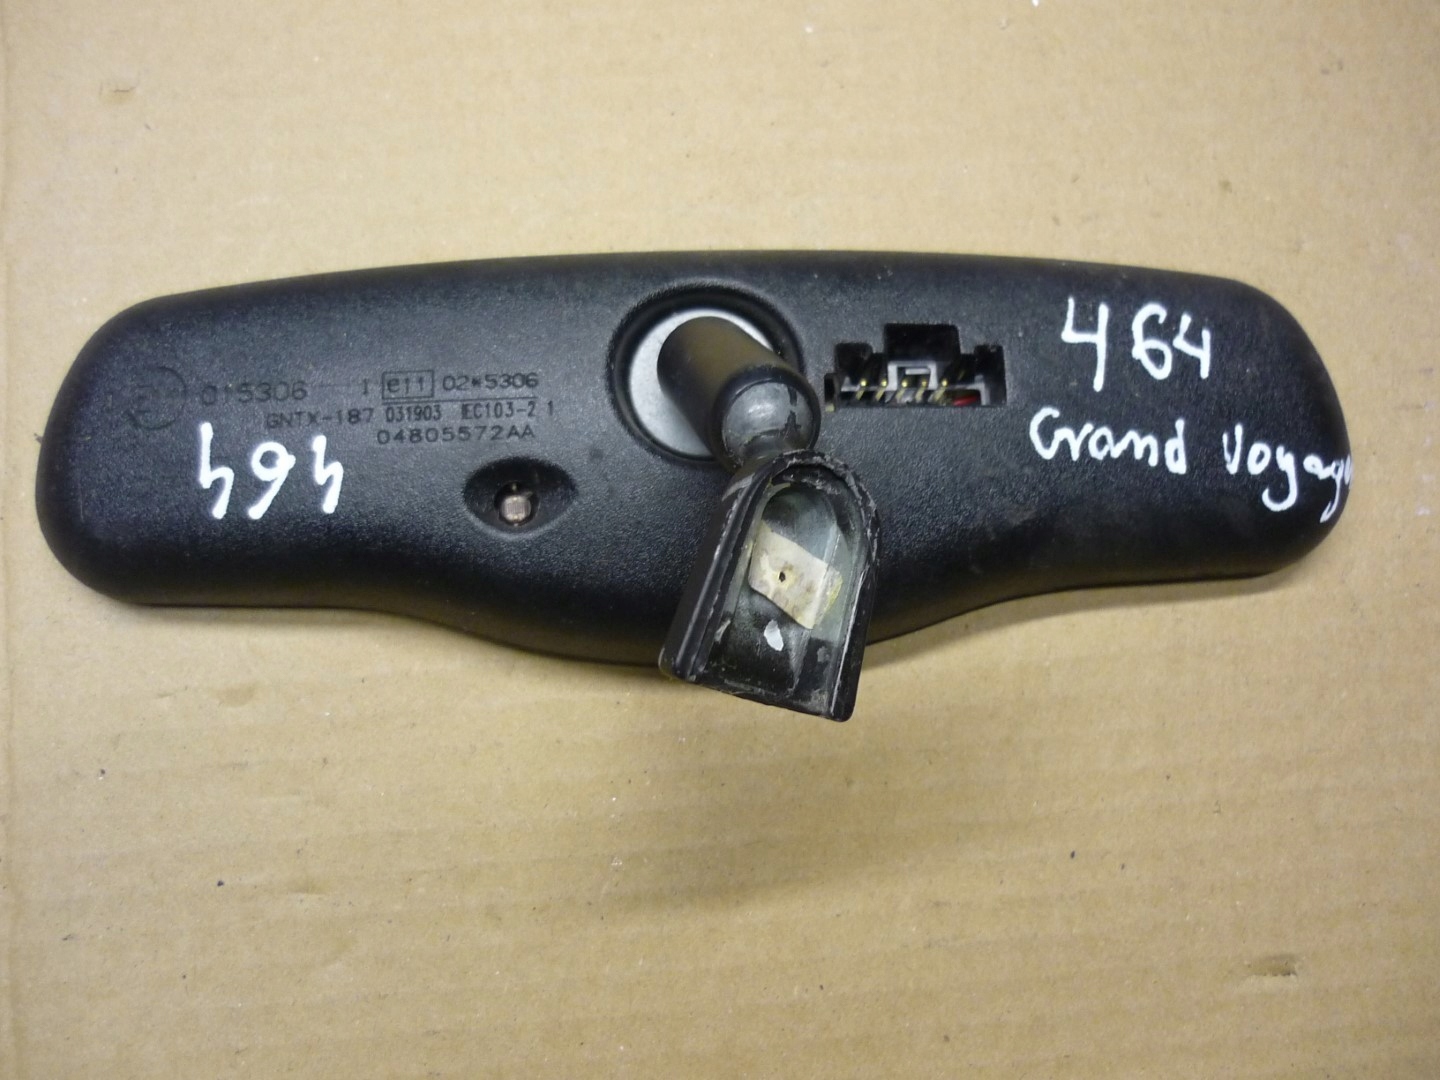 015306 I e11 02*5306
GNTX-187 031903 IEC103-2 1
04805572AA
464
464
Grand Voyag